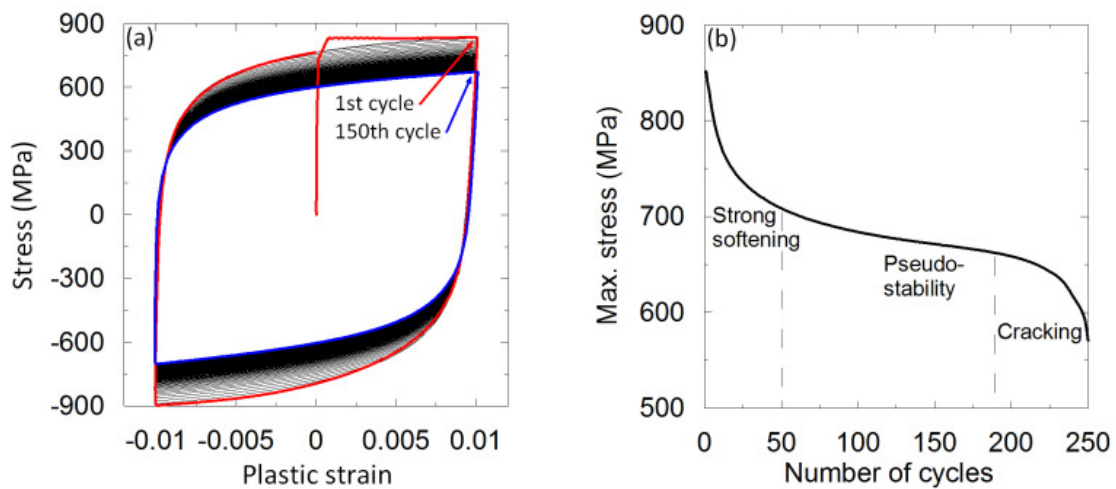 (a)
900
600
300
0
-300
-600
-900
Stress (MPa)
1st cycle
150th cycle
-0.01 -0.005 0 0.005 0.01
Plastic strain
(b)
900
800
700
600
500
Max. stress (MPa)
Strong
softening
Pseudo-
stability
Cracking
0 50 100 150 200 250
Number of cycles